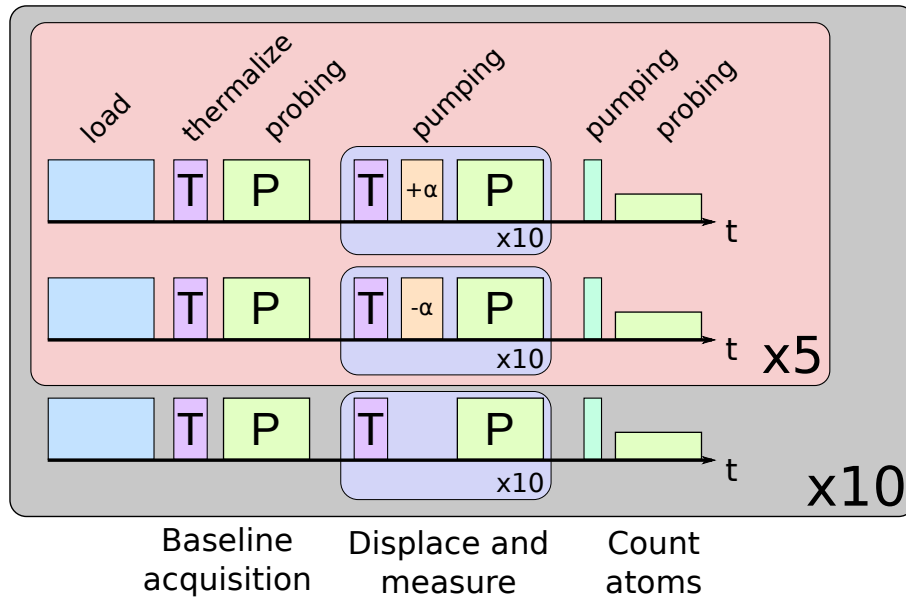 load
thermalize
probing
pumping
pumping
probing
T
P
T
+α
P
x10
t
T
P
T
-α
P
x10
t
x5
T
P
T
P
x10
t
x10
Baseline
acquisition
Displace and
measure
Count
atoms